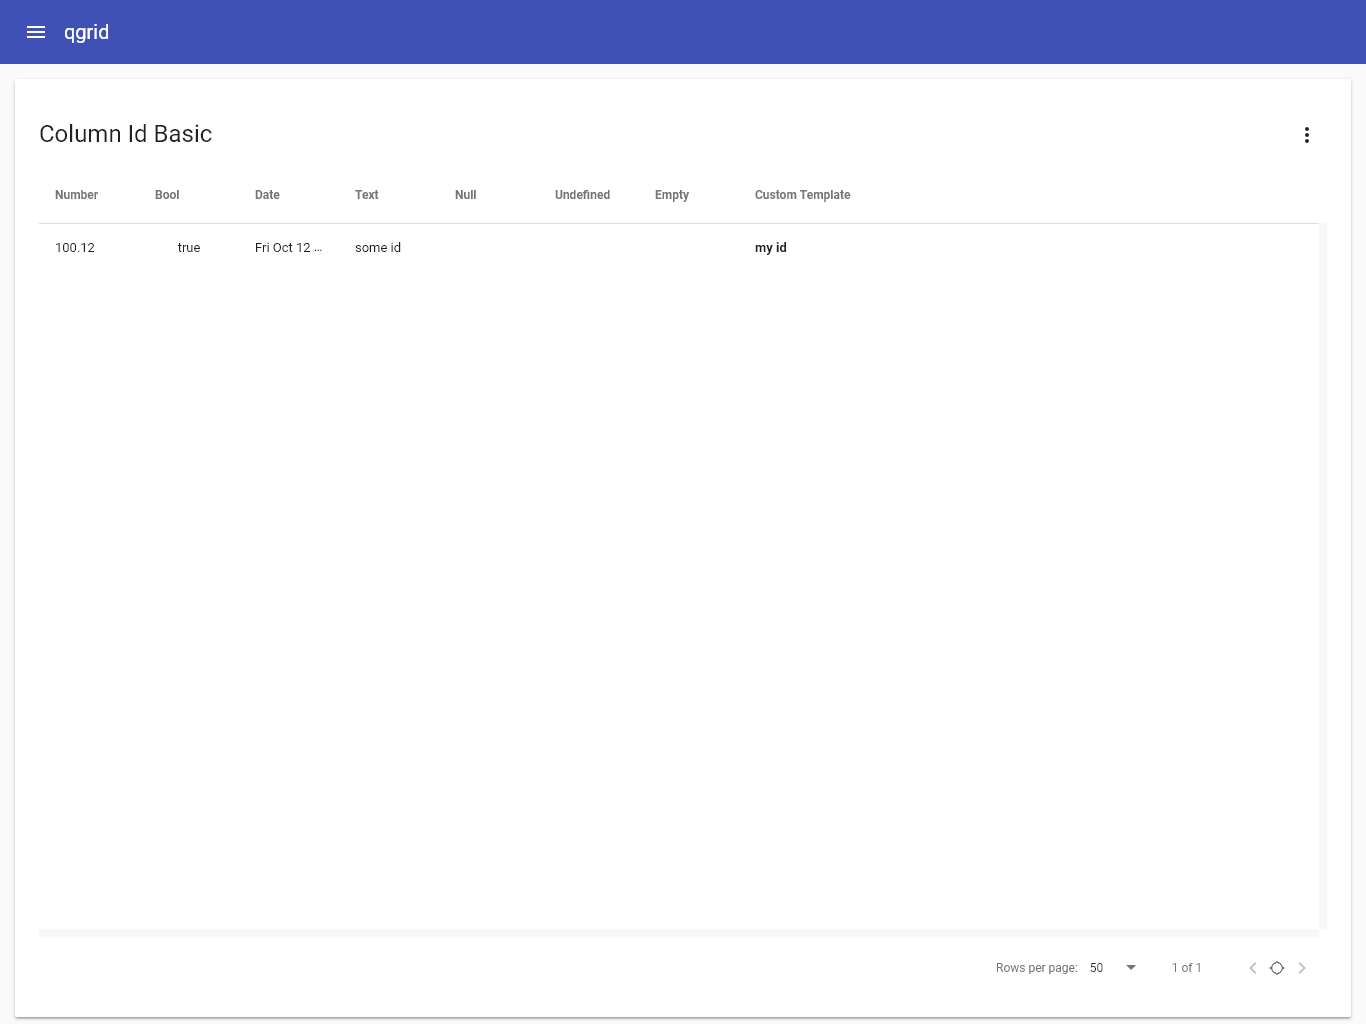 qgrid
Column Id Basic
Number Bool Date Text Null Undefined Empty Custom Template
100.12 true Fri Oct 12 ... some id my id
Rows per page: 50 1 of 1